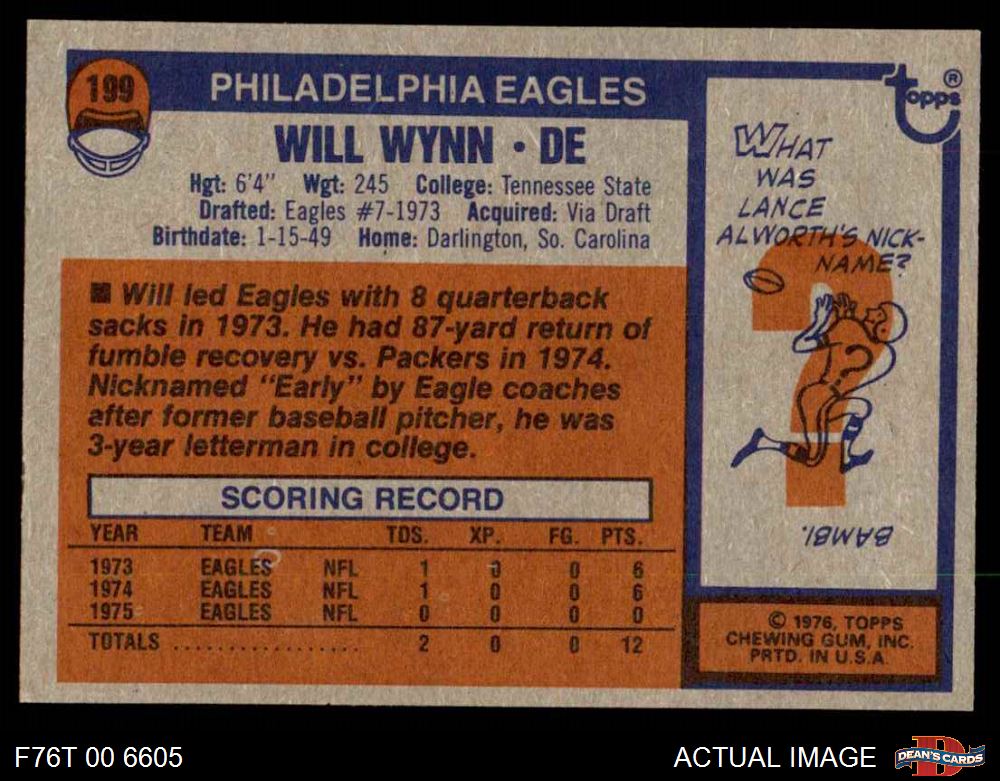 199
PHILADELPHIA EAGLES
WILL WYNN • DE
Hgt: 6'4" Wgt: 245 College: Tennessee State
Drafted: Eagles #7-1973 Acquired: Via Draft
Birthdate: 1-15-49 Home: Darlington, So. Carolina
■ Will led Eagles with 8 quarterback
sacks in 1973. He had 87-yard return of
fumble recovery vs. Packers in 1974.
Nicknamed "Early" by Eagle coaches
after former baseball pitcher, he was
3-year letterman in college.
SCORING RECORD
YEAR TEAM TDS. XP. FG. PTS.
1973 EAGLES NFL 1 0 0 6
1974 EAGLES NFL 1 0 0 6
1975 EAGLES NFL 0 0 0 0
TOTALS .................. 2 0 0 12
Topps®
WHAT
WAS
LANCE
ALWORTH'S NICK-
NAME?
?
BAMBI.
© 1976, TOPPS
CHEWING GUM, INC.
PRTD. IN U.S.A.
F76T 00 6605
ACTUAL IMAGE
D
DEAN'S CARDS